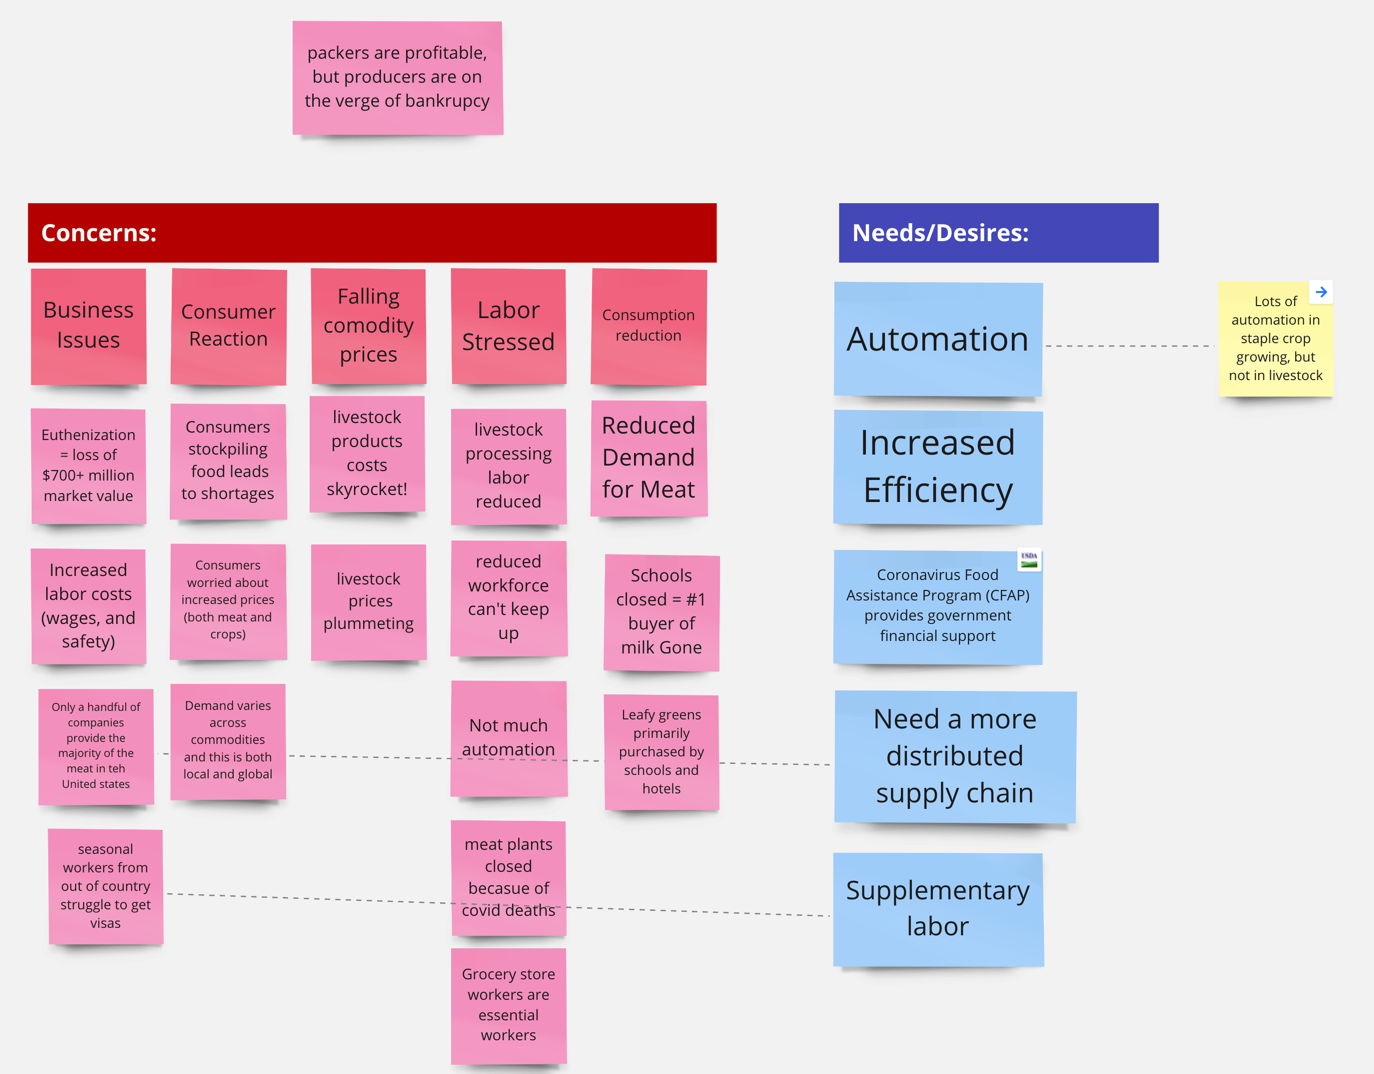 packers are profitable,
but producers are on
the verge of bankrupcy
Concerns:
Needs/Desires:
Business
Issues
Consumer
Reaction
Falling
comodity
prices
Labor
Stressed
Consumption
reduction
Euthenization
= loss of
$700+ million
market value
Consumers
stockpiling
food leads
to shortages
livestock
products
costs
skyrocket!
livestock
processing
labor
reduced
Reduced
Demand
for Meat
Increased
labor costs
(wages, and
safety)
Consumers
worried about
increased prices
(both meat and
crops)
livestock
prices
plummeting
reduced
workforce
can't keep
up
Schools
closed = #1
buyer of
milk Gone
Only a handful of
companies
provide the
majority of the
meat in teh
United states
Demand varies
across
commodities
and this is both
local and global
Not much
automation
Leafy greens
primarily
purchased by
schools and
hotels
seasonal
workers from
out of country
struggle to get
visas
meat plants
closed
becasue of
covid deaths
Grocery store
workers are
essential
workers
Automation
Lots of
automation in
staple crop
growing, but
not in livestock
Increased
Efficiency
USDA
Coronavirus Food
Assistance Program (CFAP)
provides government
financial support
Need a more
distributed
supply chain
Supplementary
labor